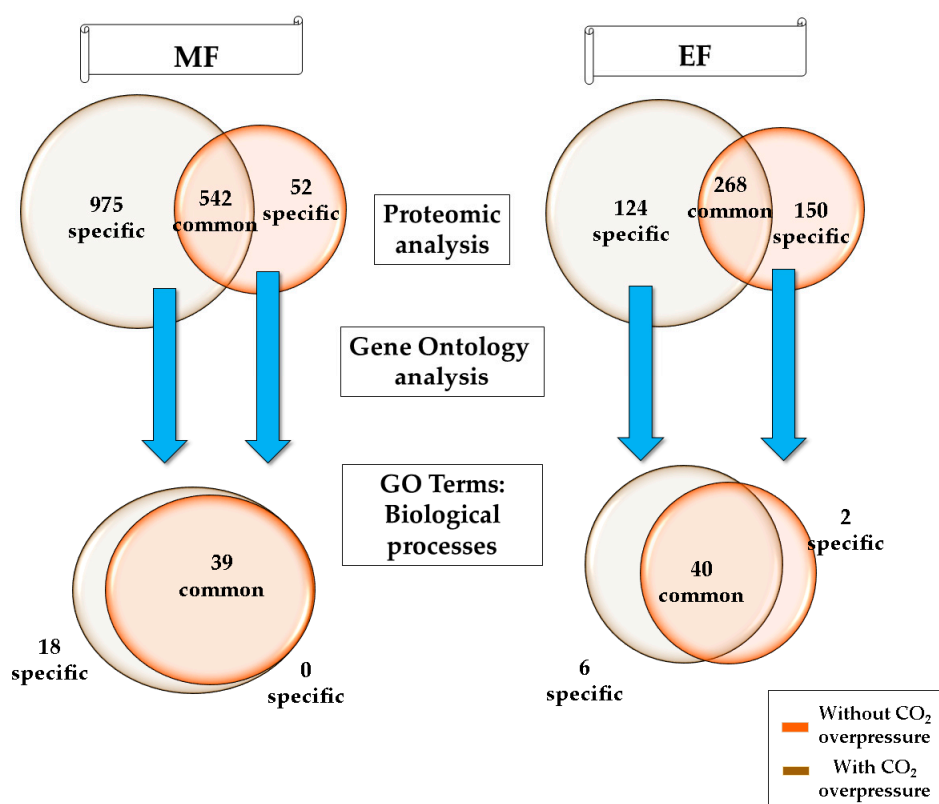 MF
EF
975
specific
542
common
52
specific
124
specific
268
common
150
specific
Proteomic
analysis
Gene Ontology
analysis
GO Terms:
Biological
processes
39
common
18
specific
0
specific
40
common
2
specific
6
specific
Without CO₂
overpressure
With CO₂
overpressure